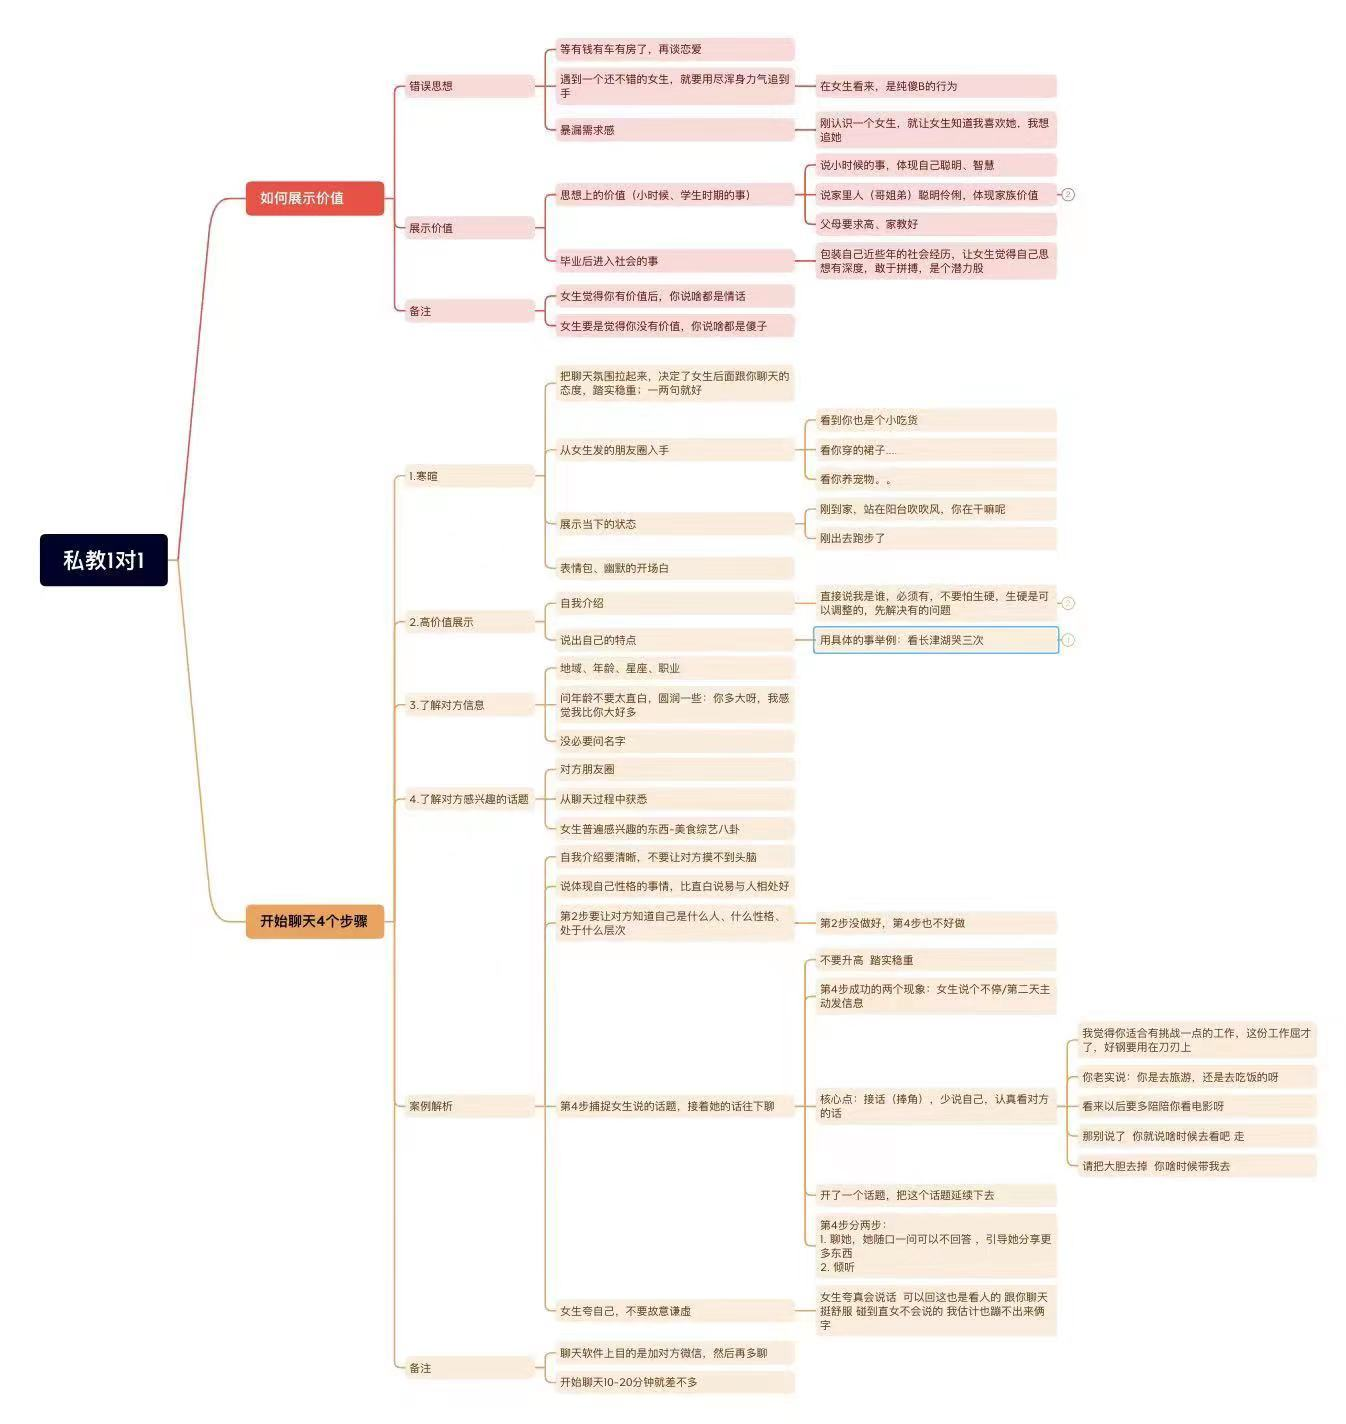 私教1对1
如何展示价值
错误思想
等有钱有车有房了，再谈恋爱
遇到一个还不错的女生，就要用尽浑身力气追到
手
在女生看来，是纯傻B的行为
暴漏需求感
刚认识一个女生，就让女生知道我喜欢她，我想
追她
展示价值
思想上的价值（小时候、学生时期的事）
说小时候的事，体现自己聪明、智慧
说家里人（哥姐弟）聪明伶俐，体现家族价值
2
父母要求高、家教好
毕业后进入社会的事
包装自己近些年的社会经历，让女生觉得自己思
想有深度，敢于拼搏，是个潜力股
备注
女生觉得你有价值后，你说啥都是情话
女生要是觉得你没有价值，你说啥都是傻子
开始聊天4个步骤
1.寒暄
把聊天氛围拉起来，决定了女生后面跟你聊天的
态度，踏实稳重；一两句就好
从女生发的朋友圈入手
看到你也是个小吃货
看你穿的裙子....
看你养宠物。。
展示当下的状态
刚到家，站在阳台吹吹风，你在干嘛呢
刚出去跑步了
表情包、幽默的开场白
2.高价值展示
自我介绍
直接说我是谁，必须有，不要怕生硬，生硬是可
以调整的，先解决有的问题
2
说出自己的特点
用具体的事举例：看长津湖哭三次
1
3.了解对方信息
地域、年龄、星座、职业
问年龄不要太直白，圆润一些：你多大呀，我感
觉我比你大好多
没必要问名字
4.了解对方感兴趣的话题
对方朋友圈
从聊天过程中获悉
女生普遍感兴趣的东西-美食综艺八卦
案例解析
自我介绍要清晰，不要让对方摸不到头脑
说体现自己性格的事情，比直白说易与人相处好
第2步要让对方知道自己是什么人、什么性格、
处于什么层次
第2步没做好，第4步也不好做
第4步捕捉女生说的话题，接着她的话往下聊
不要升高 踏实稳重
第4步成功的两个现象：女生说个不停/第二天主
动发信息
核心点：接话（捧角），少说自己，认真看对方
的话
我觉得你适合有挑战一点的工作，这份工作屈才
了，好钢要用在刀刃上
你老实说：你是去旅游，还是去吃饭的呀
看来以后要多陪陪你看电影呀
那别说了 你就说啥时候去看吧 走
请把大胆去掉 你啥时候带我去
开了一个话题，把这个话题延续下去
第4步分两步：
1. 聊她，她随口一问可以不回答 ，引导她分享更
多东西
2. 倾听
女生夸自己，不要故意谦虚
女生夸真会说话 可以回这也是看人的 跟你聊天
挺舒服 碰到直女不会说的 我估计也蹦不出来俩
字
备注
聊天软件上目的是加对方微信，然后再多聊
开始聊天10-20分钟就差不多